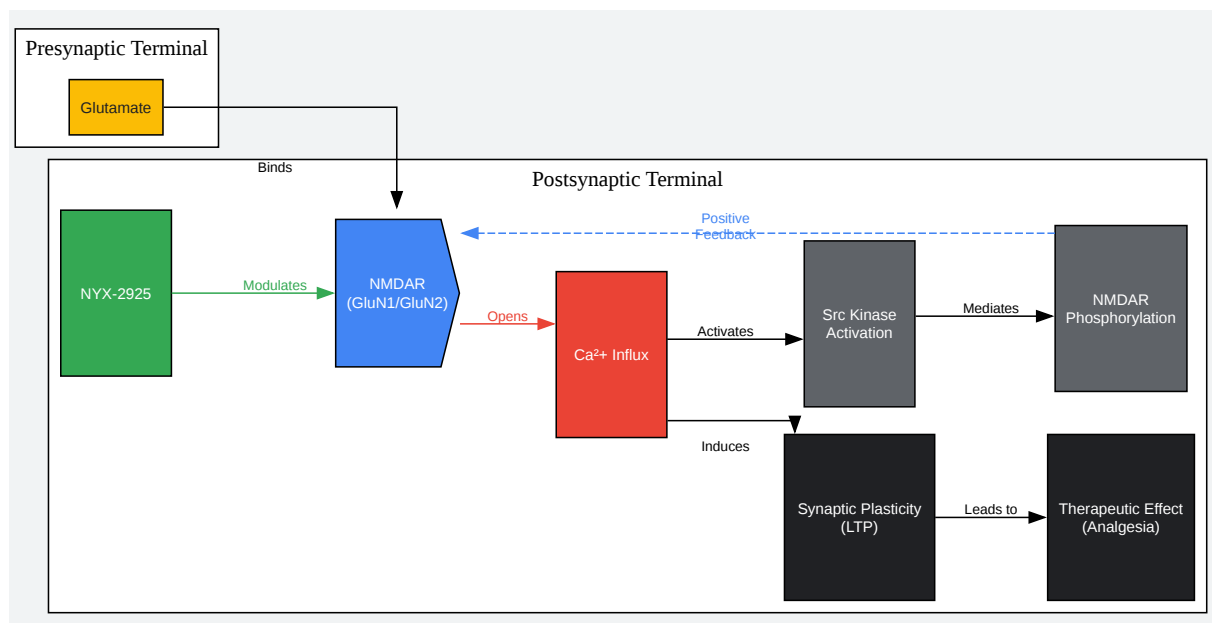 Presynaptic Terminal
Glutamate
Binds
Postsynaptic Terminal
NYX-2925
Modulates
NMDAR
(GluN1/GluN2)
Positive
Feedback
Opens
Ca²+ Influx
Activates
Src Kinase
Activation
Mediates
NMDAR
Phosphorylation
Induces
Synaptic Plasticity
(LTP)
Leads to
Therapeutic Effect
(Analgesia)